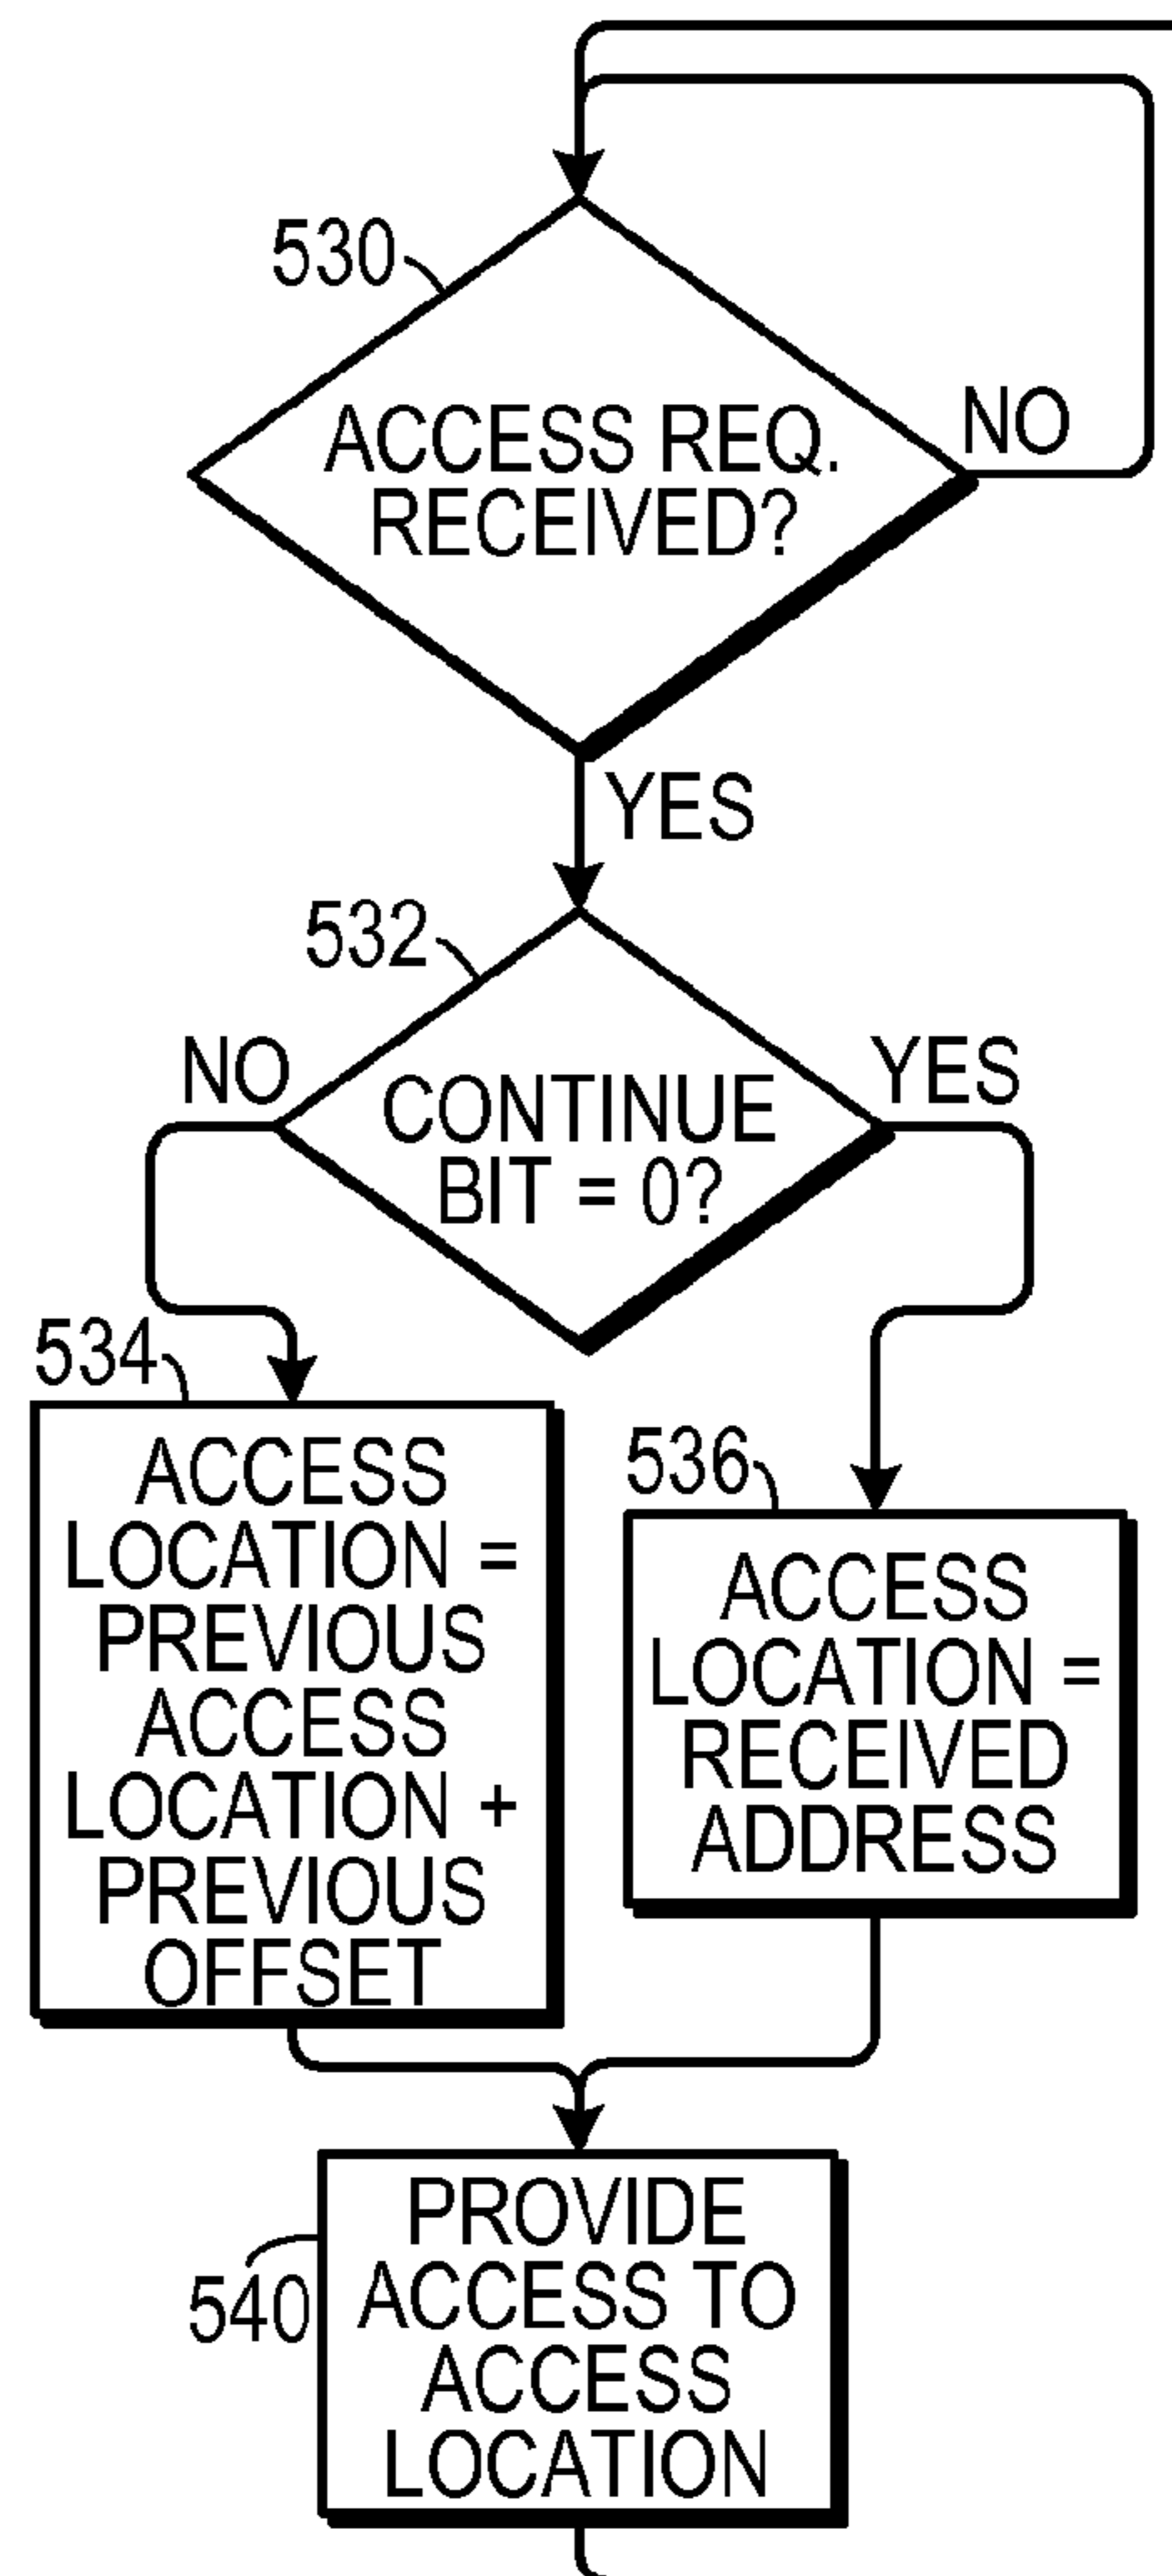 530
ACCESS REQ.
RECEIVED?
NO
YES
532
NO
CONTINUE
BIT = 0?
YES
534
ACCESS
LOCATION =
PREVIOUS
ACCESS
LOCATION +
PREVIOUS
OFFSET
536
ACCESS
LOCATION =
RECEIVED
ADDRESS
540
PROVIDE
ACCESS TO
ACCESS
LOCATION